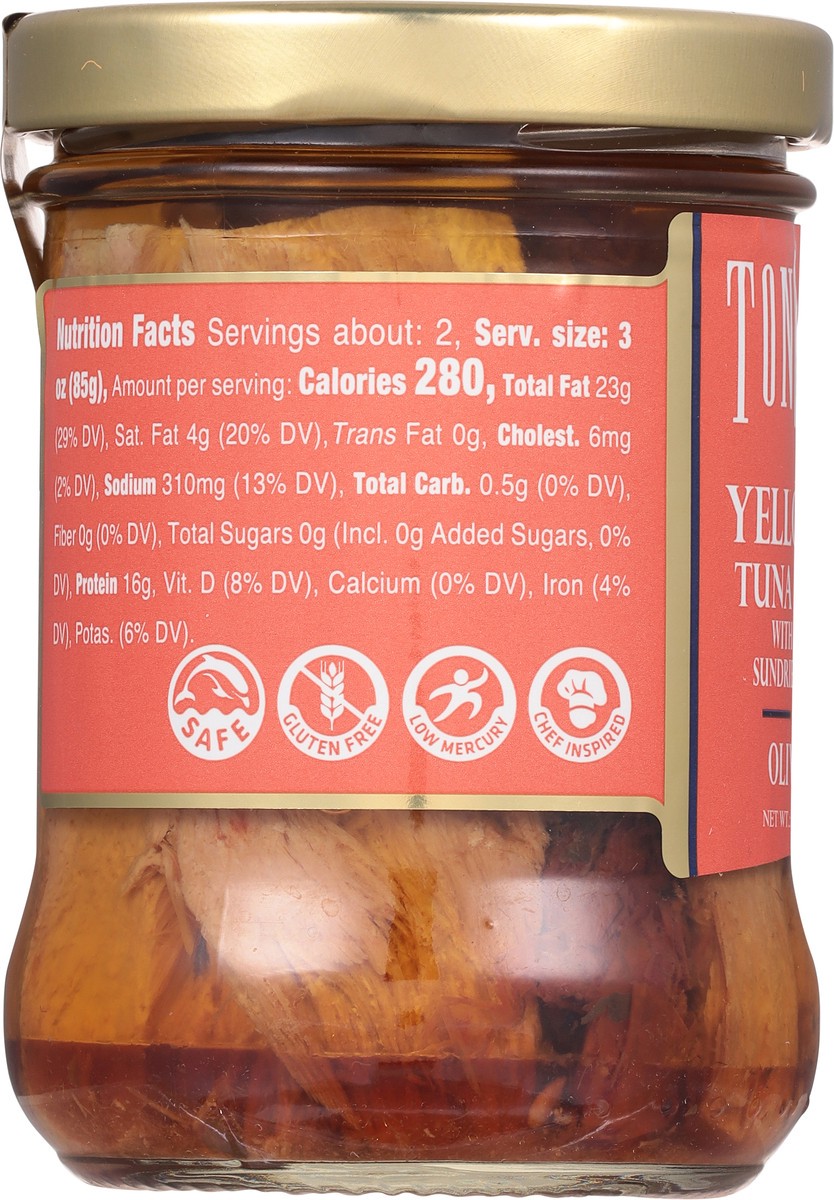 Nutrition Facts Servings about: 2, Serv. size: 3
oz (85g), Amount per serving: Calories 280, Total Fat 23g
(29% DV), Sat. Fat 4g (20% DV), Trans Fat 0g, Cholest. 6mg
(2% DV), Sodium 310mg (13% DV), Total Carb. 0.5g (0% DV),
Fiber 0g (0% DV), Total Sugars 0g (Incl. 0g Added Sugars, 0%
DV), Protein 16g, Vit. D (8% DV), Calcium (0% DV), Iron (4%
DV), Potas. (6% DV).
SAFE
GLUTEN FREE
LOW MERCURY
CHEF INSPIRED
TON
YELL
TUNA
WITH
SUNDRI
OLI
NET WT.